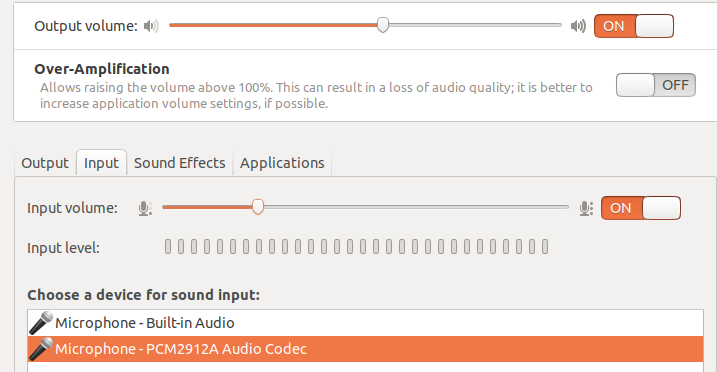 Output volume:
ON
Over-Amplification
Allows raising the volume above 100%. This can result in a loss of audio quality; it is better to
increase application volume settings, if possible.
OFF
Output Input Sound Effects Applications
Input volume:
ON
Input level:
Choose a device for sound input:
Microphone - Built-in Audio
Microphone - PCM2912A Audio Codec